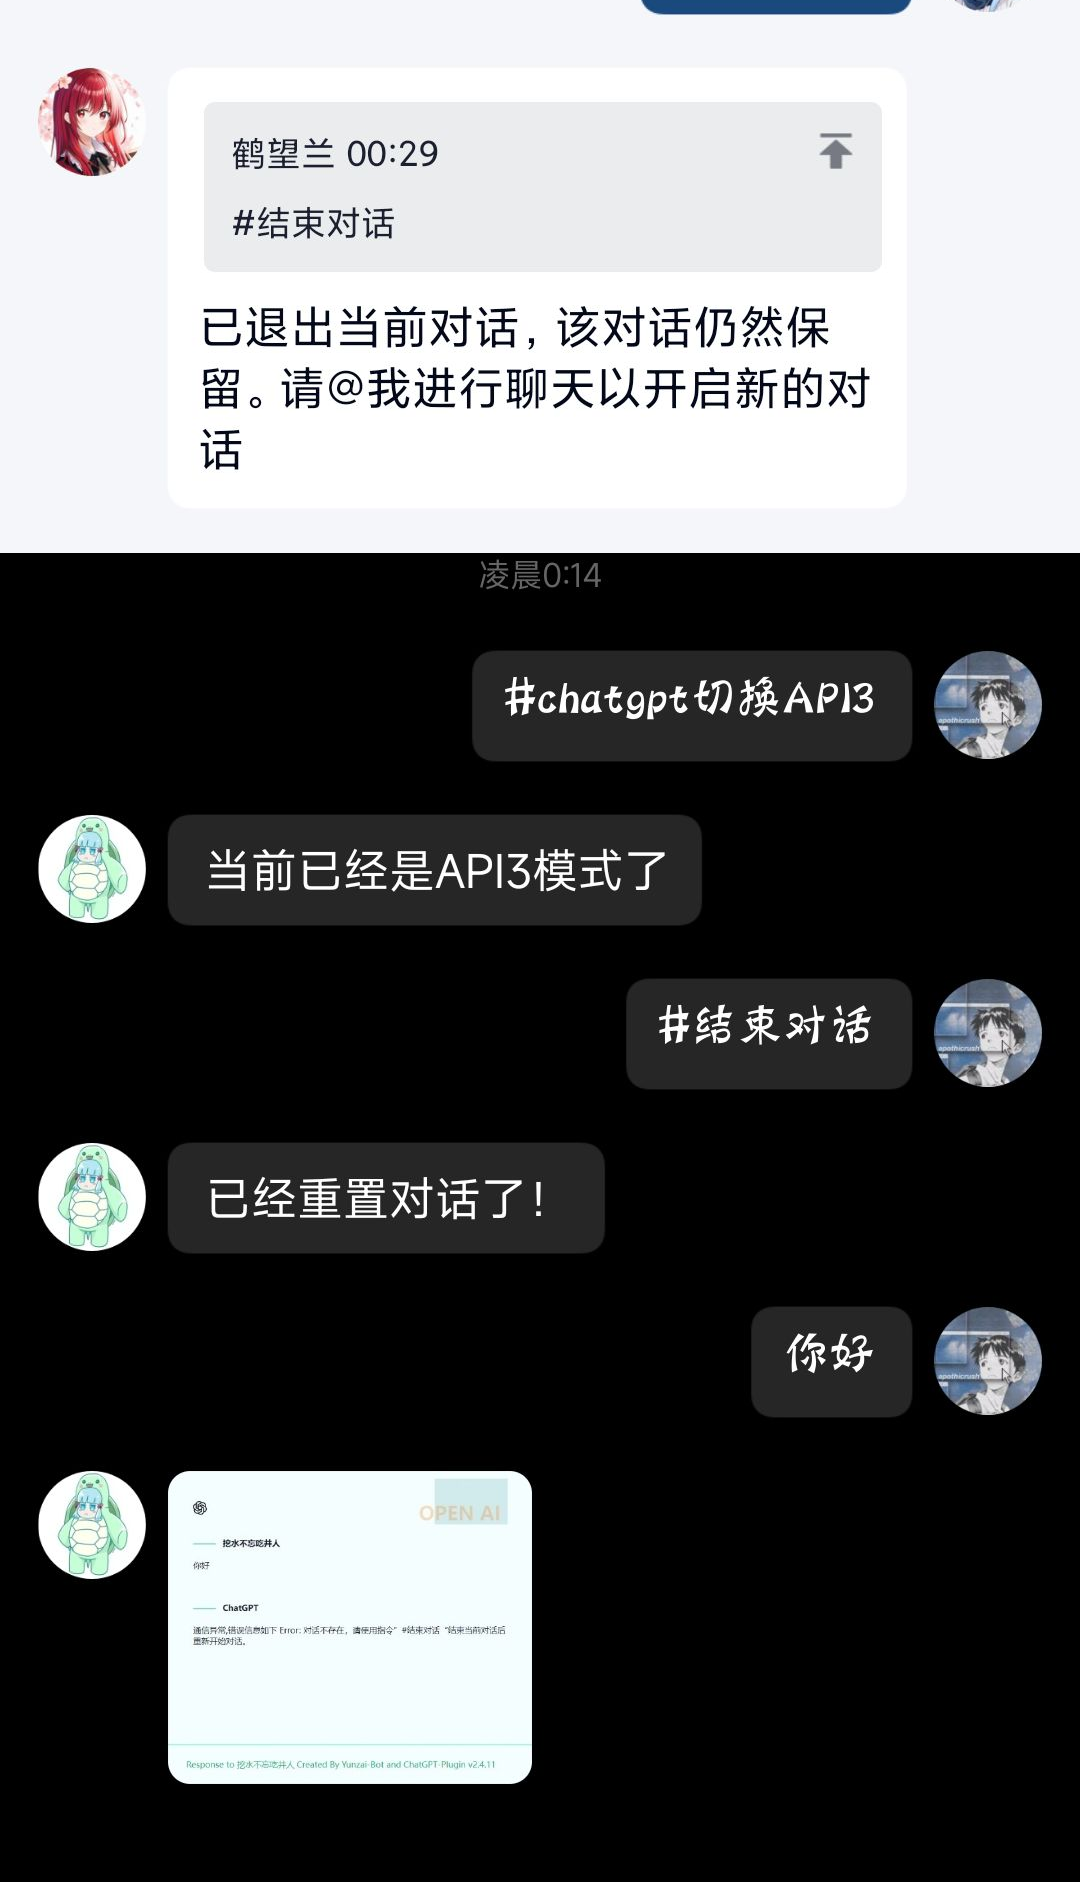 鹤望兰 00:29
#结束对话
已退出当前对话，该对话仍然保
留。请@我进行聊天以开启新的对
话
凌晨0:14
#chatgpt切换API3
apathicrush
当前已经是API3模式了
#结束对话
apathicrush
已经重置对话了！
你好
apathicrush
OPEN AI
挖水不忘吃井人
你好
ChatGPT
通信异常,错误信息如下 Error: 对话不存在，请使用指令”#结束对话“结束当前对话后
重新开始对话。
Response to 挖水不忘吃井人 Created By Yunzai-Bot and ChatGPT-Plugin v2.4.11